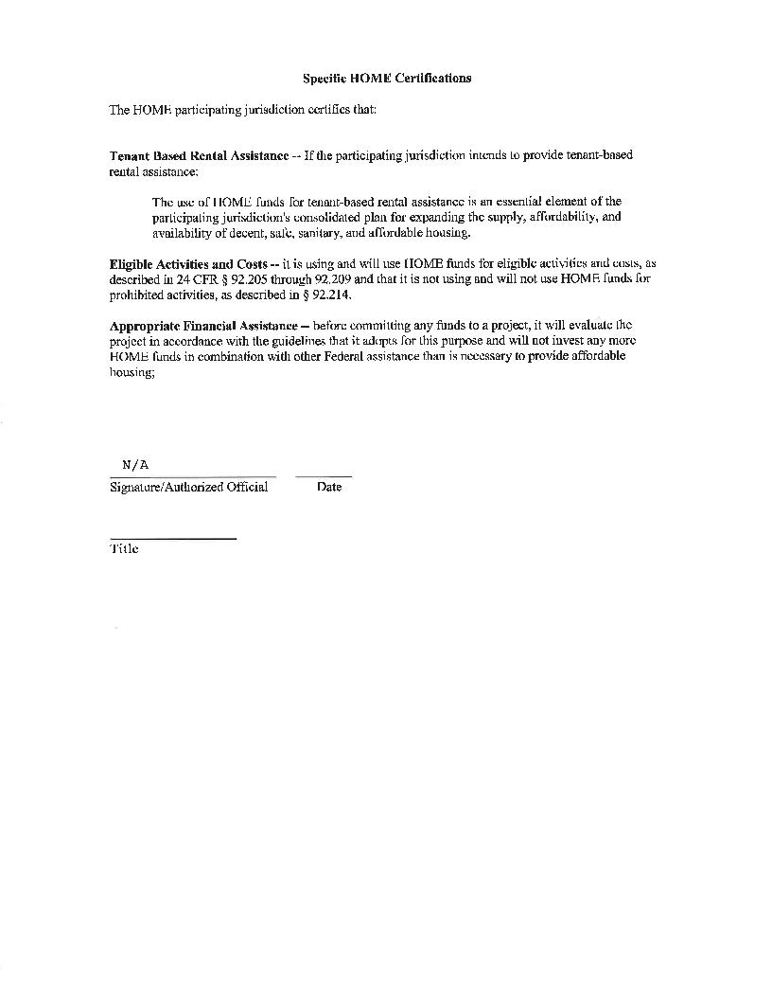 Specific HOME Certifications
The HOME participating jurisdiction certifies that:
Tenant Based Rental Assistance -- If the participating jurisdiction intends to provide tenant-based
rental assistance:
The use of HOME funds for tenant-based rental assistance is an essential element of the
participating jurisdiction's consolidated plan for expanding the supply, affordability, and
availability of decent, safe, sanitary, and affordable housing.
Eligible Activities and Costs -- it is using and will use HOME funds for eligible activities and costs, as
described in 24 CFR § 92.205 through 92.209 and that it is not using and will not use HOME funds for
prohibited activities, as described in § 92.214.
Appropriate Financial Assistance -- before committing any funds to a project, it will evaluate the
project in accordance with the guidelines that it adopts for this purpose and will not invest any more
HOME funds in combination with other Federal assistance than is necessary to provide affordable
housing;
N/A
Signature/Authorized Official Date
Title